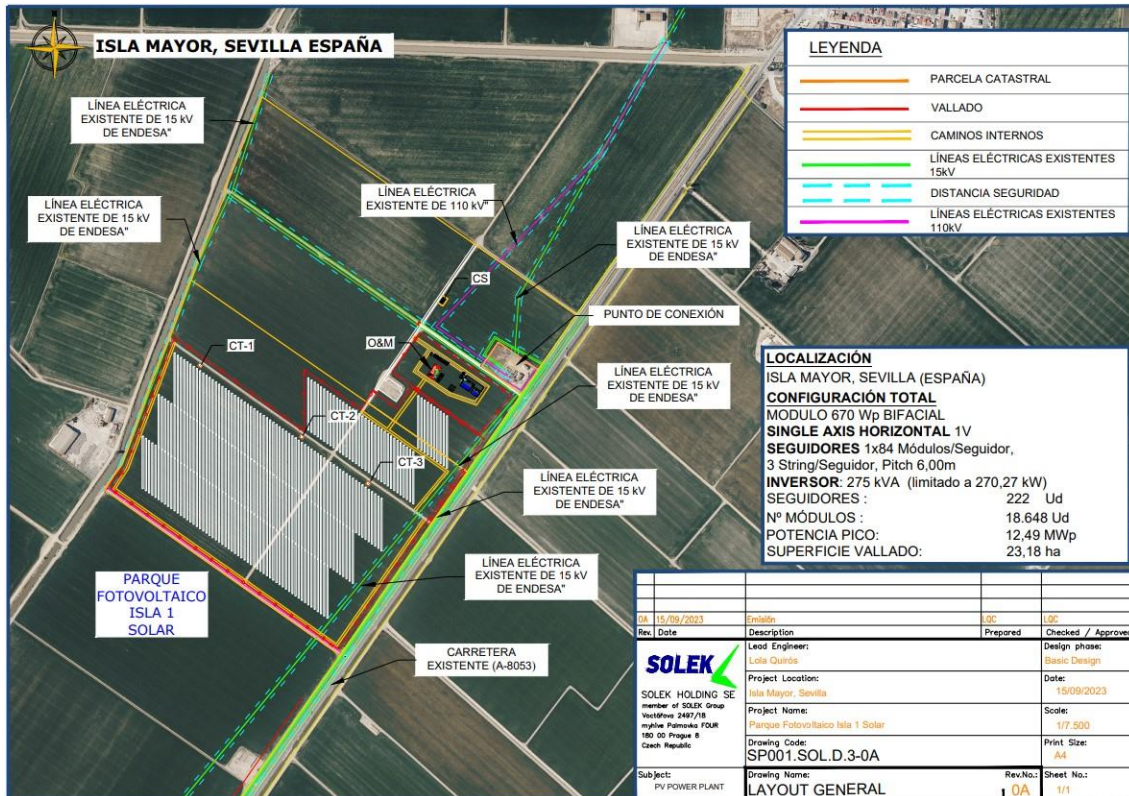 ISLA MAYOR, SEVILLA ESPAÑA
LÍNEA ELÉCTRICA
EXISTENTE DE 15 kV
DE ENDESA"
LÍNEA ELÉCTRICA
EXISTENTE DE 15 kV
DE ENDESA"
LÍNEA ELÉCTRICA
EXISTENTE DE 110 kV"
LÍNEA ELÉCTRICA
EXISTENTE DE 15 kV
DE ENDESA"
CS
PUNTO DE CONEXIÓN
O&M
CT-1
LÍNEA ELÉCTRICA
EXISTENTE DE 15 kV
DE ENDESA"
CT-2
CT-3
LÍNEA ELÉCTRICA
EXISTENTE DE 15 kV
DE ENDESA"
LÍNEA ELÉCTRICA
EXISTENTE DE 15 kV
DE ENDESA"
PARQUE
FOTOVOLTAICO
ISLA 1
SOLAR
CARRETERA
EXISTENTE (A-8053)
LEYENDA
PARCELA CATASTRAL
VALLADO
CAMINOS INTERNOS
LÍNEAS ELÉCTRICAS EXISTENTES
15kV
DISTANCIA SEGURIDAD
LÍNEAS ELÉCTRICAS EXISTENTES
110kV
LOCALIZACIÓN
ISLA MAYOR, SEVILLA (ESPAÑA)
CONFIGURACIÓN TOTAL
MODULO 670 Wp BIFACIAL
SINGLE AXIS HORIZONTAL 1V
SEGUIDORES 1x84 Módulos/Seguidor,
3 String/Seguidor, Pitch 6,00m
INVERSOR: 275 kVA (limitado a 270,27 kW)
SEGUIDORES : 222 Ud
Nº MÓDULOS : 18.648 Ud
POTENCIA PICO: 12,49 MWp
SUPERFICIE VALLADO: 23,18 ha
0A 15/09/2023 Emisión LQC LQC
Rev. Date Description Prepared Checked / Approved
SOLEK
SOLEK HOLDING SE
member of SOLEK Group
Voctářova 2497/18
myhive Palmovka FOUR
180 00 Prague 8
Czech Republic
Lead Engineer:
Lola Quirós
Design phase:
Basic Design
Project Location:
Isla Mayor, Sevilla
Date:
15/09/2023
Project Name:
Parque Fotovoltaico Isla 1 Solar
Scale:
1/7.500
Drawing Code:
SP001.SOL.D.3-0A
Print Size:
A4
Subject:
PV POWER PLANT
Drawing Name:
LAYOUT GENERAL
Rev.No.:
0A
Sheet No.:
1/1